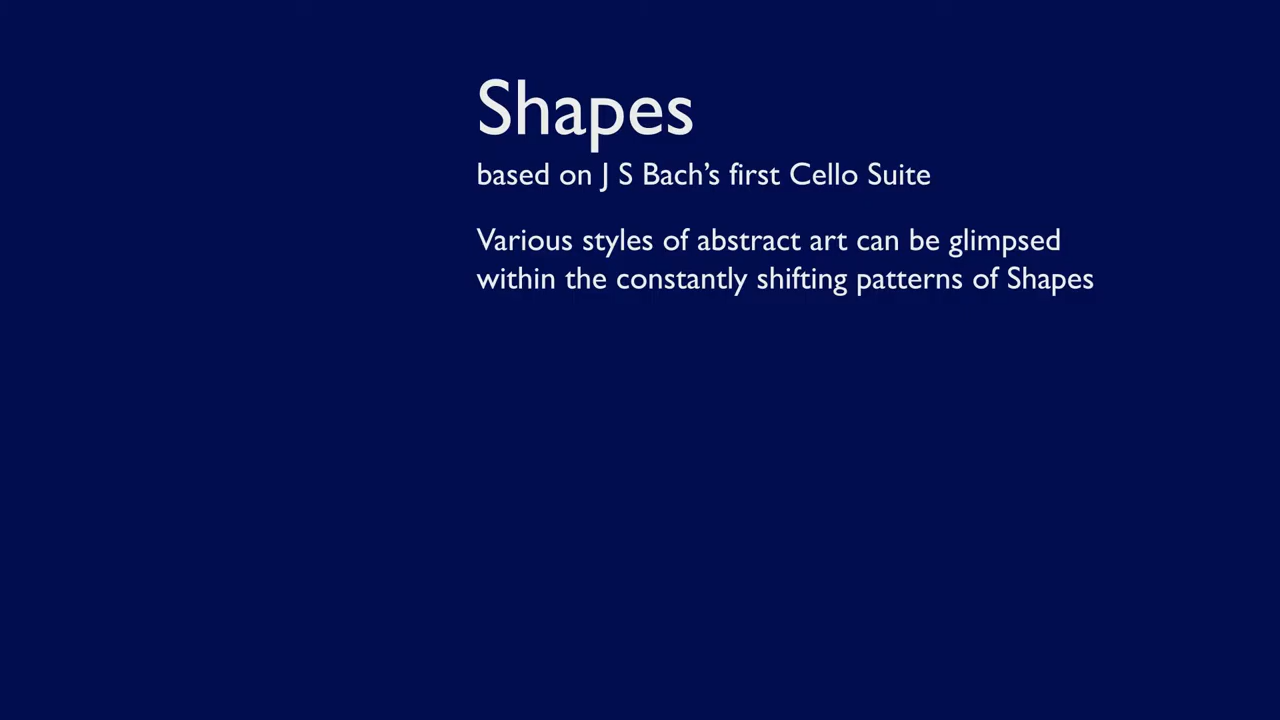 Shapes
based on J S Bach’s first Cello Suite
Various styles of abstract art can be glimpsed
within the constantly shifting patterns of Shapes